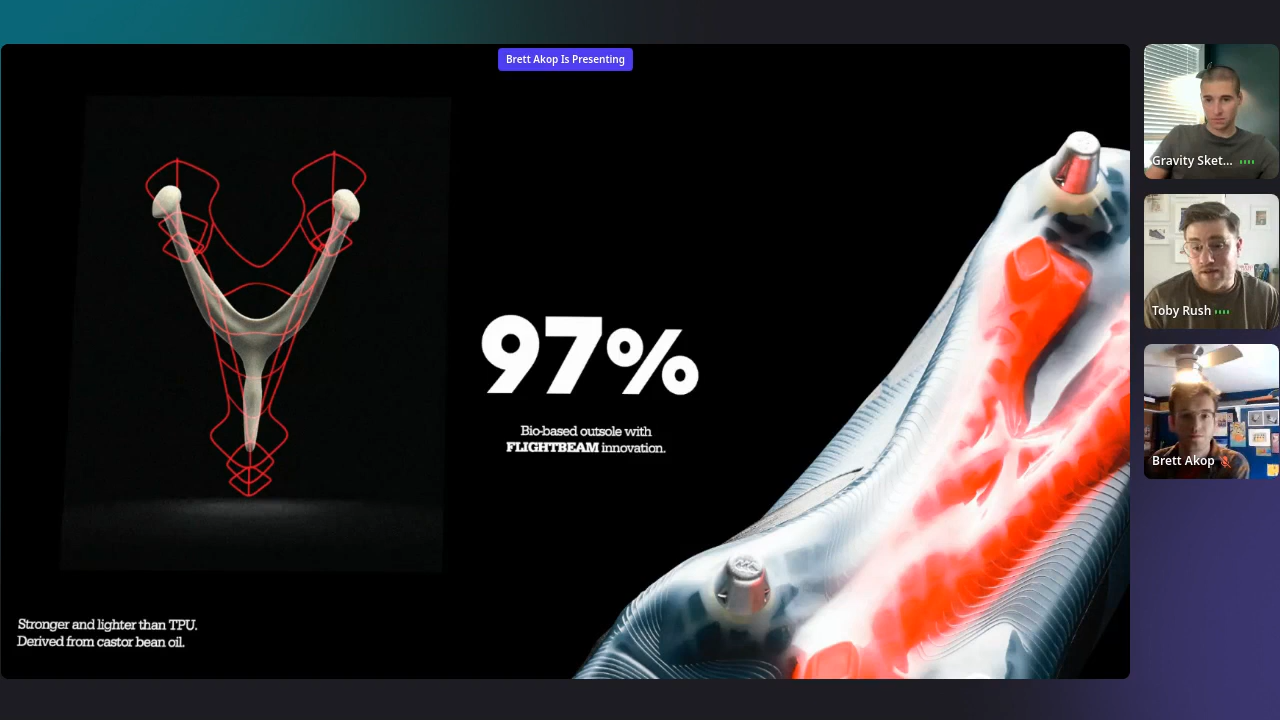 Brett Akop Is Presenting
Gravity Sket...
97%
Toby Rush
Bio-based outsole with
FLIGHTBEAM innovation.
Brett Akop
Stronger and lighter than TPU.
Derived from castor bean oil.